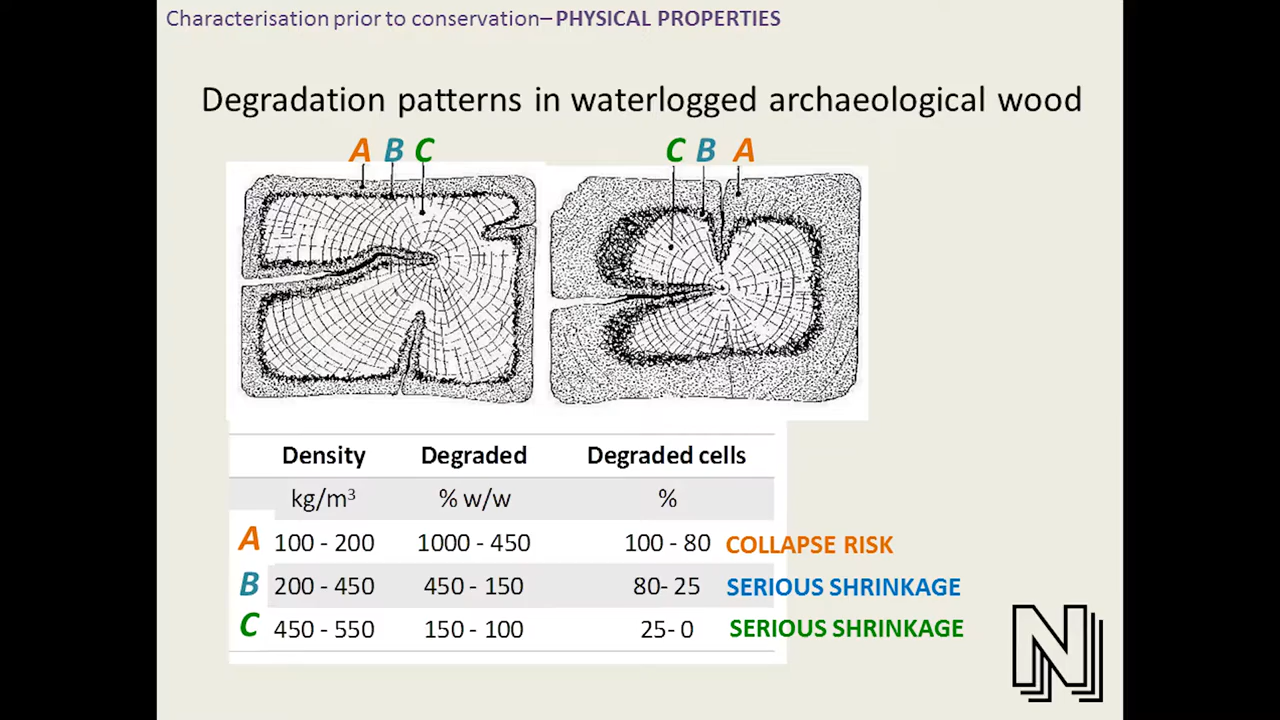 Characterisation prior to conservation– PHYSICAL PROPERTIES
Degradation patterns in waterlogged archaeological wood
A B C
C B A
Density Degraded Degraded cells
kg/m³ % w/w %
A 100 - 200 1000 - 450 100 - 80 COLLAPSE RISK
B 200 - 450 450 - 150 80- 25 SERIOUS SHRINKAGE
C 450 - 550 150 - 100 25- 0 SERIOUS SHRINKAGE
N